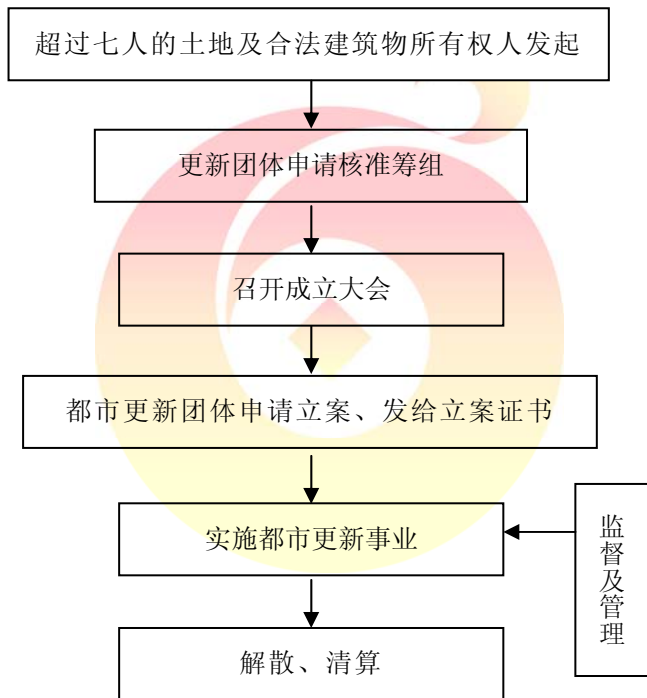 超过七人的土地及合法建筑物所有权人发起
更新团体申请核准筹组
召开成立大会
都市更新团体申请立案、发给立案证书
实施都市更新事业
监督及管理
解散、清算